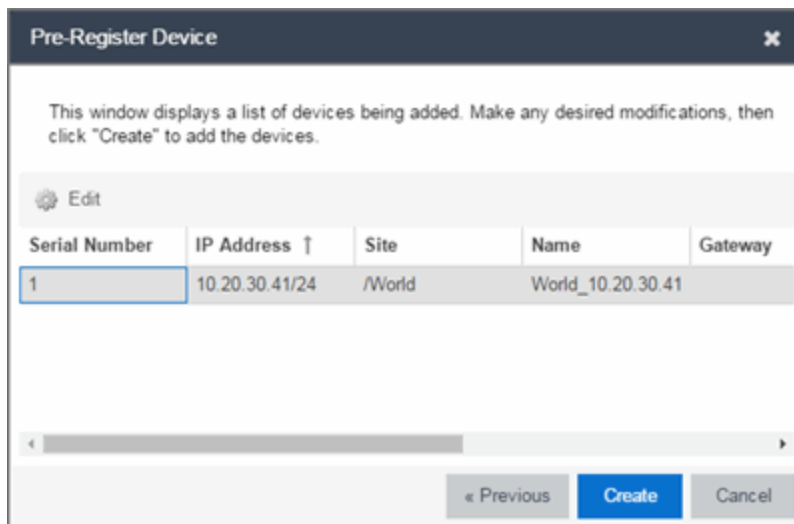 Pre-Register Device
This window displays a list of devices being added. Make any desired modifications, then
click "Create" to add the devices.
Edit
Serial Number IP Address ↑ Site Name Gateway
1 10.20.30.41/24 /World World_10.20.30.41
« Previous Create Cancel